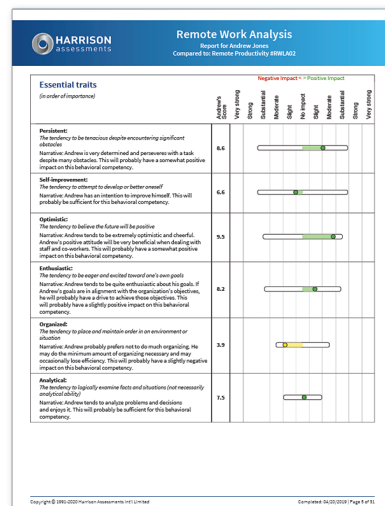 HARRISON
assessments
Remote Work Analysis
Report for Andrew Jones
Compared to: Remote Productivity #RWLA02
Essential traits
(in order of importance)
Negative Impact < > Positive Impact
Andrew's Score
Very strong
Strong
Substantial
Moderate
Slight
No impact
Slight
Moderate
Substantial
Strong
Very strong
Persistent:
The tendency to be tenacious despite encountering significant
obstacles
Narrative: Andrew is very determined and perseveres with a task
despite many obstacles. This will probably have a somewhat positive
impact on this behavioral competency.
8.6
Self-improvement:
The tendency to attempt to develop or better oneself
Narrative: Andrew has an intention to improve himself. This will
probably be sufficient for this behavioral competency.
6.6
Optimistic:
The tendency to believe the future will be positive
Narrative: Andrew tends to be extremely optimistic and cheerful.
Andrew's positive attitude will be very beneficial when dealing with
staff and co-workers. This will probably have a somewhat positive
impact on this behavioral competency.
9.5
Enthusiastic:
The tendency to be eager and excited toward one's own goals
Narrative: Andrew tends to be quite enthusiastic about his goals. If
Andrew's goals are in alignment with the organization's objectives,
he will probably have a drive to achieve those objectives. This
will probably have a slightly positive impact on this behavioral
competency.
8.2
Organized:
The tendency to place and maintain order in an environment or
situation
Narrative: Andrew probably prefers not to do much organizing. He
may do the minimum amount of organizing necessary and may
occasionally lose efficiency. This will probably have a slightly negative
impact on this behavioral competency.
3.9
Analytical:
The tendency to logically examine facts and situations (not necessarily
analytical ability)
Narrative: Andrew tends to analyze problems and decisions
and enjoys it. This will probably be sufficient for this behavioral
competency.
7.5
Copyright © 1991-2020 Harrison Assessments Int'l Limited
Completed: 04/20/2019 | Page 8 of 31